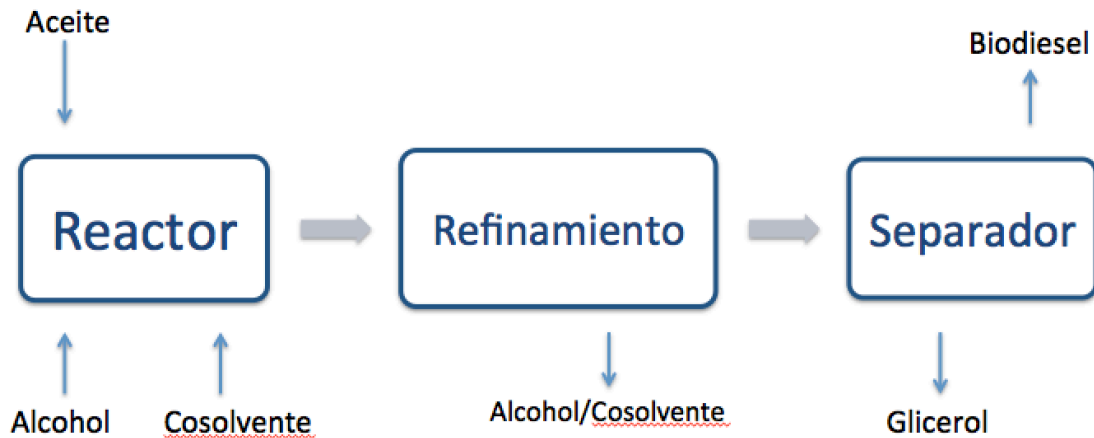 Aceite
Biodiesel
Reactor
Refinamiento
Separador
Alcohol
Cosolvente
Alcohol/Cosolvente
Glicerol